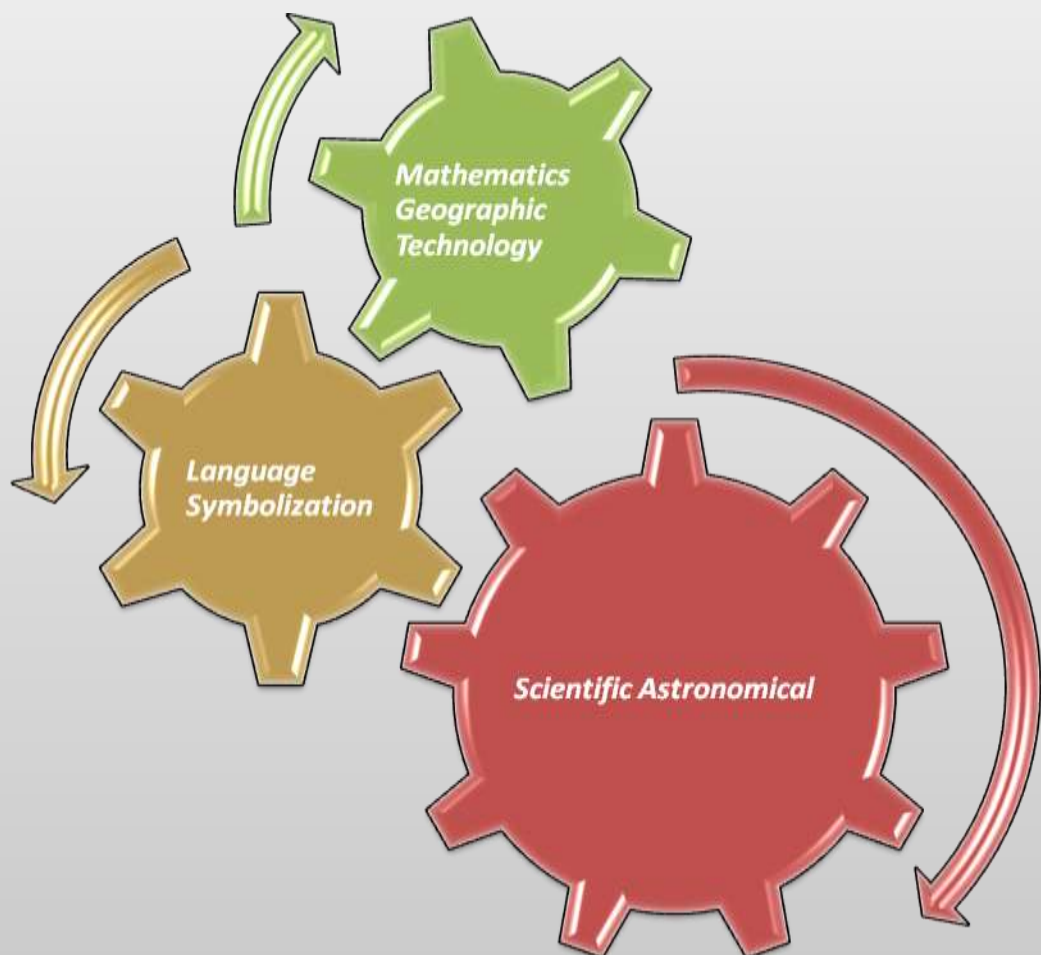 Mathematics
Geographic
Technology
Language
Symbolization
Scientific Astronomical